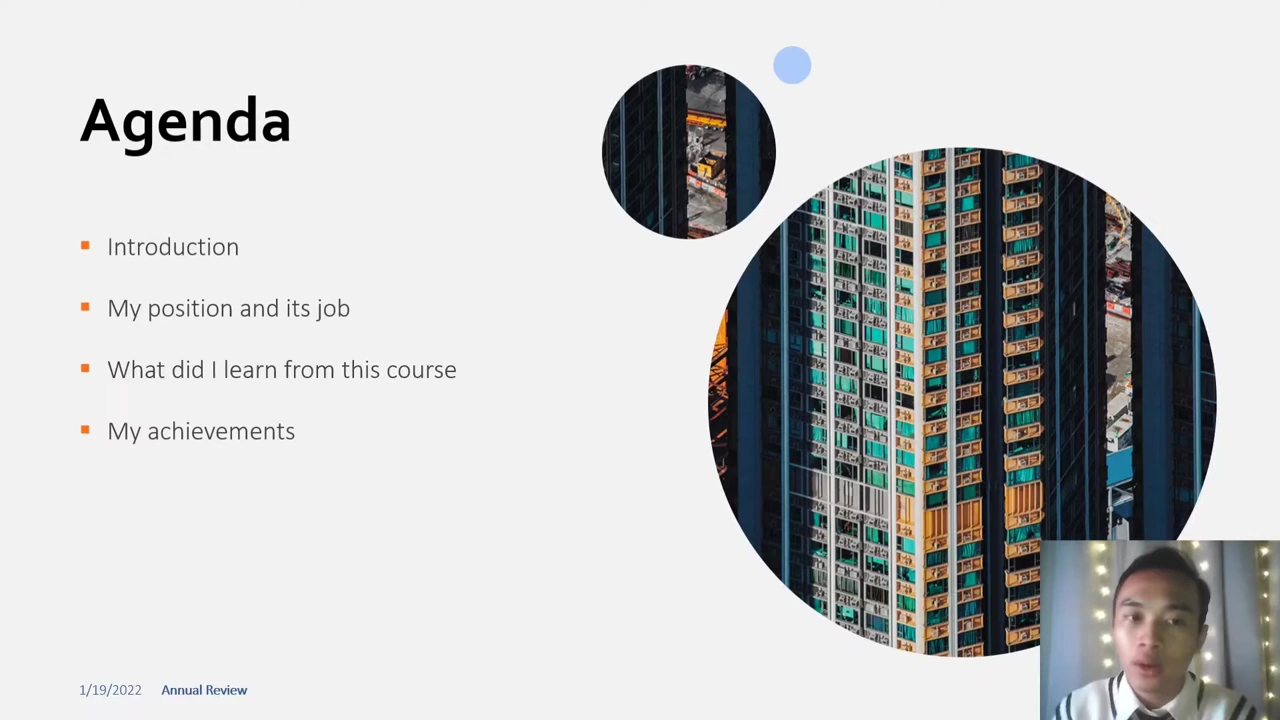 Agenda
Introduction
My position and its job
What did I learn from this course
My achievements
1/19/2022 Annual Review